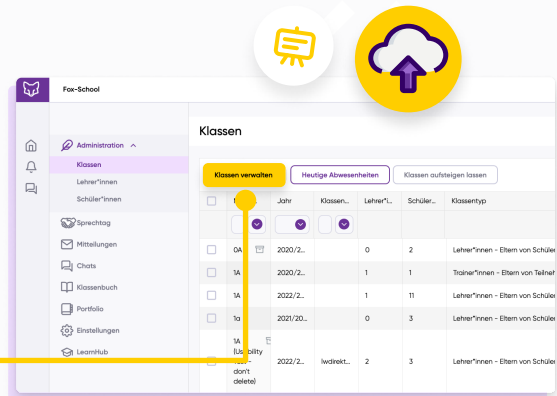 Fox-School
Klassen
Administration
Klassen
Lehrer*innen
Schüler*innen
Sprechtag
Mitteilungen
Chats
Klassenbuch
Portfolio
Einstellungen
LearnHub
Klassen verwalten
Heutige Abwesenheiten
Klassen aufsteigen lassen
Jahr
Klassen...
Lehrer*i...
Schüler...
Klassentyp
0A
2020/2...
0
2
Lehrer*innen - Eltern von Schüler
1A
2020/2...
1
1
Trainer*innen - Eltern von Teilneh
1A
2022/2...
1
11
Lehrer*innen - Eltern von Schüler
1a
2021/20...
0
3
Lehrer*innen - Eltern von Schüler
1A
don't
delete)
2022/2...
lwdirekt...
2
3
Lehrer*innen - Eltern von Schüler